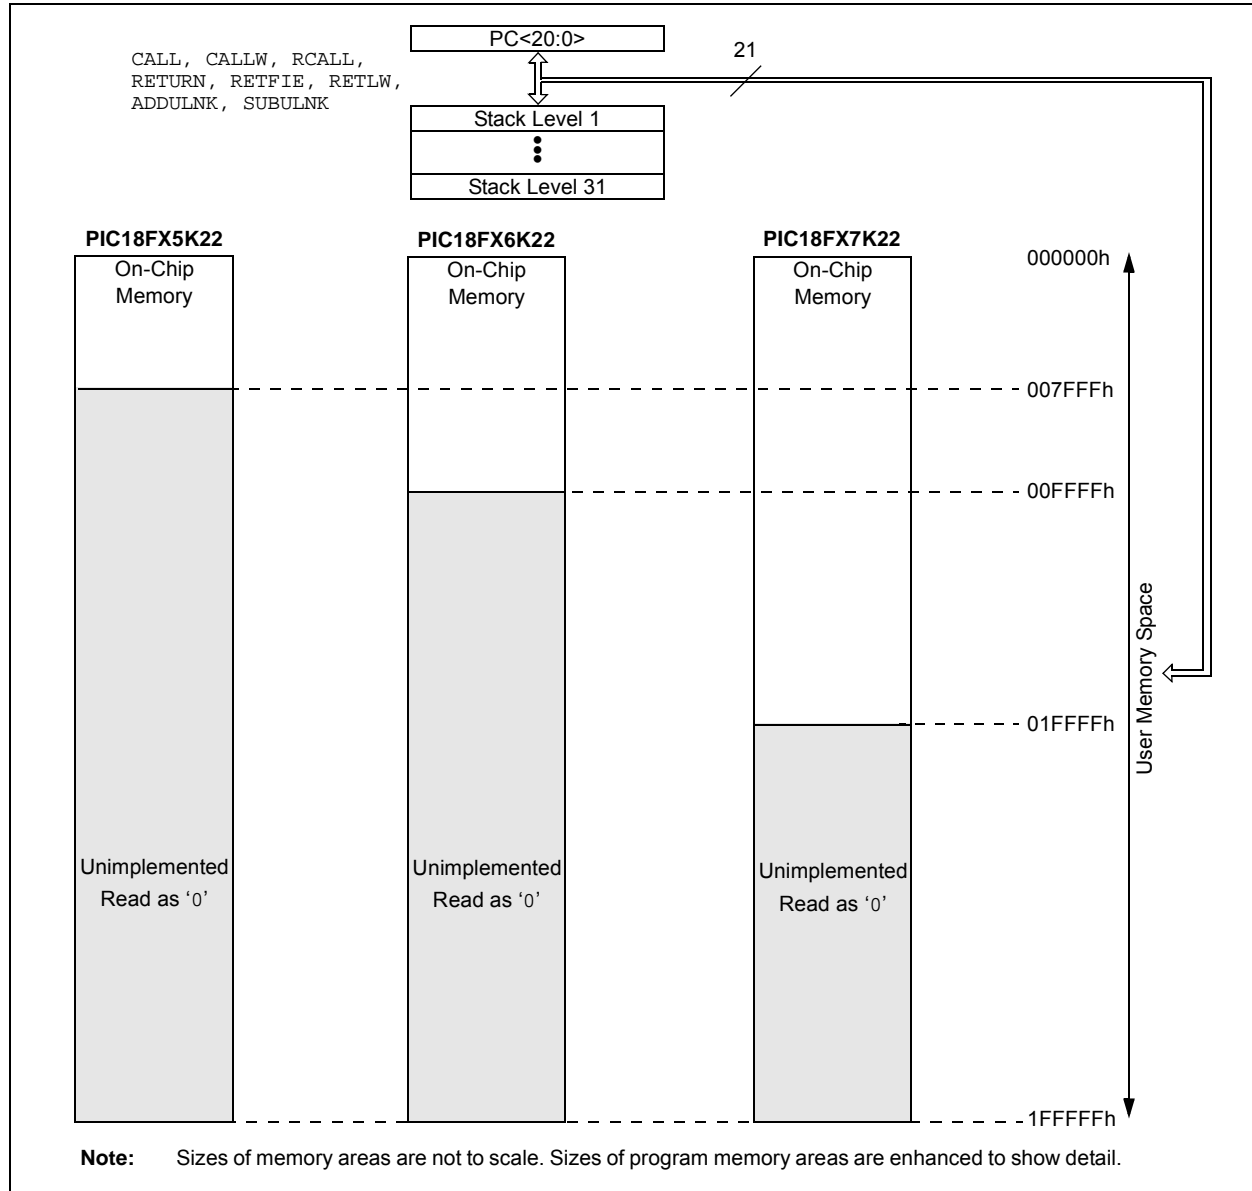 PC<20:0>
21
CALL, CALLW, RCALL,
RETURN, RETFIE, RETLW,
ADDULNK, SUBULNK
Stack Level 1
Stack Level 31
PIC18FX5K22
PIC18FX6K22
PIC18FX7K22
On-Chip
Memory
On-Chip
Memory
On-Chip
Memory
000000h
007FFFh
00FFFFh
01FFFFh
User Memory Space
Unimplemented
Read as ‘0’
Unimplemented
Read as ‘0’
Unimplemented
Read as ‘0’
1FFFFFh
Note: Sizes of memory areas are not to scale. Sizes of program memory areas are enhanced to show detail.